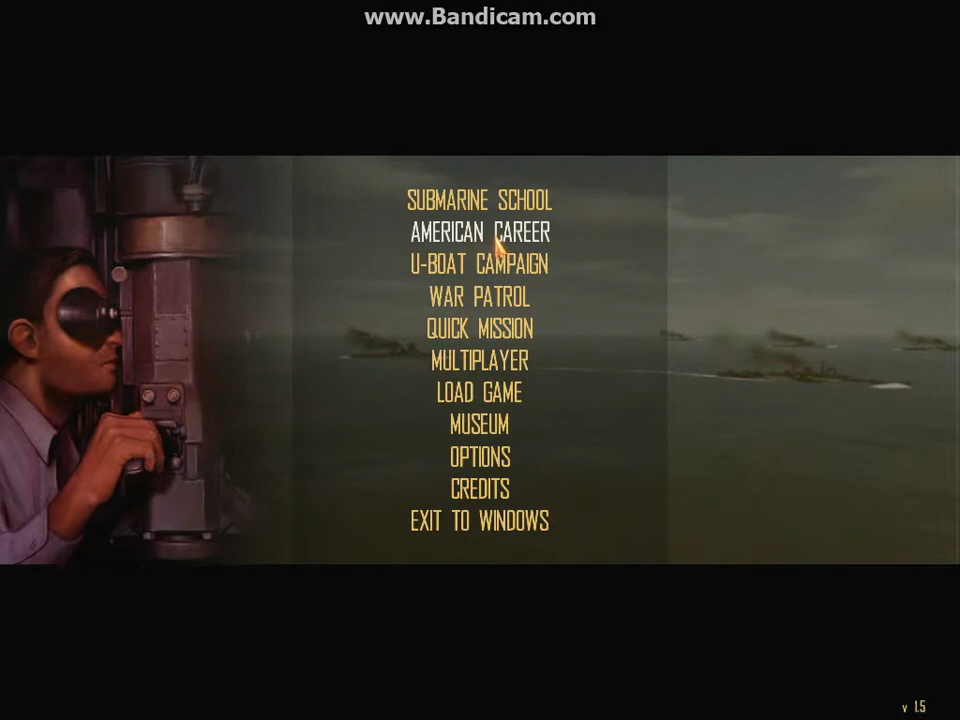 www.Bandicam.com
SUBMARINE SCHOOL
AMERICAN CAREER
U-BOAT CAMPAIGN
WAR PATROL
QUICK MISSION
MULTIPLAYER
LOAD GAME
MUSEUM
OPTIONS
CREDITS
EXIT TO WINDOWS
v 1.5